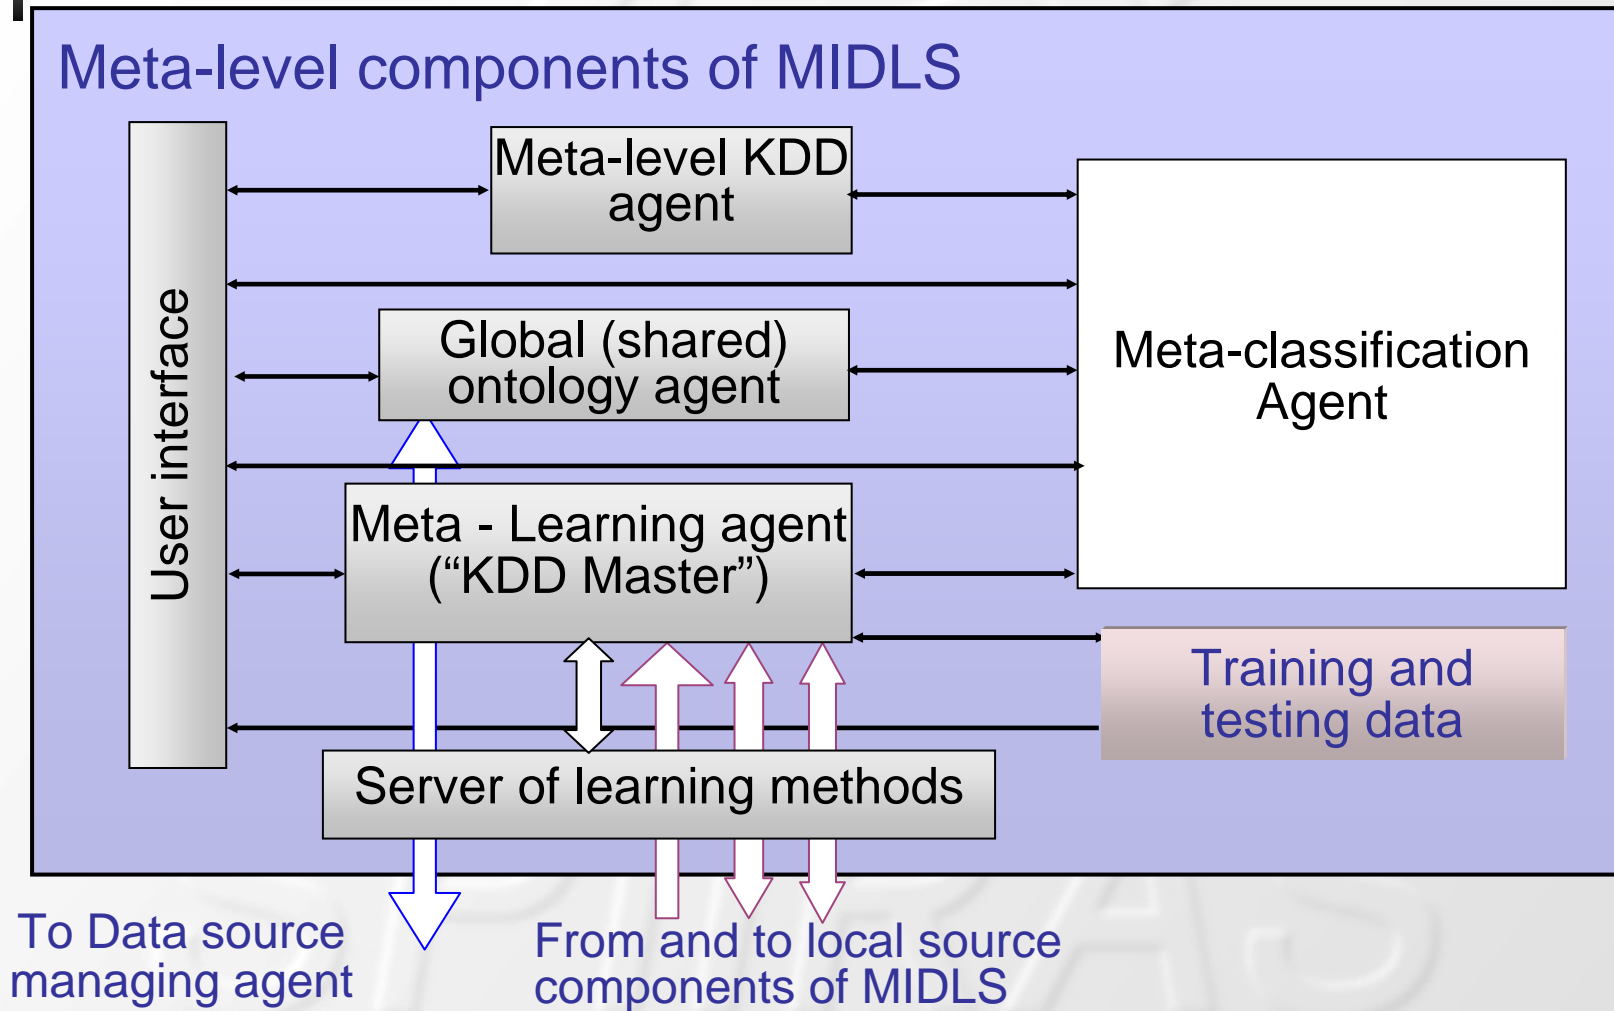 Meta-level components of MIDLS
Meta-level KDD
agent
User interface
Global (shared)
ontology agent
Meta-classification
Agent
Meta - Learning agent
(“KDD Master”)
Training and
testing data
Server of learning methods
To Data source
managing agent
From and to local source
components of MIDLS
SPIIRAS